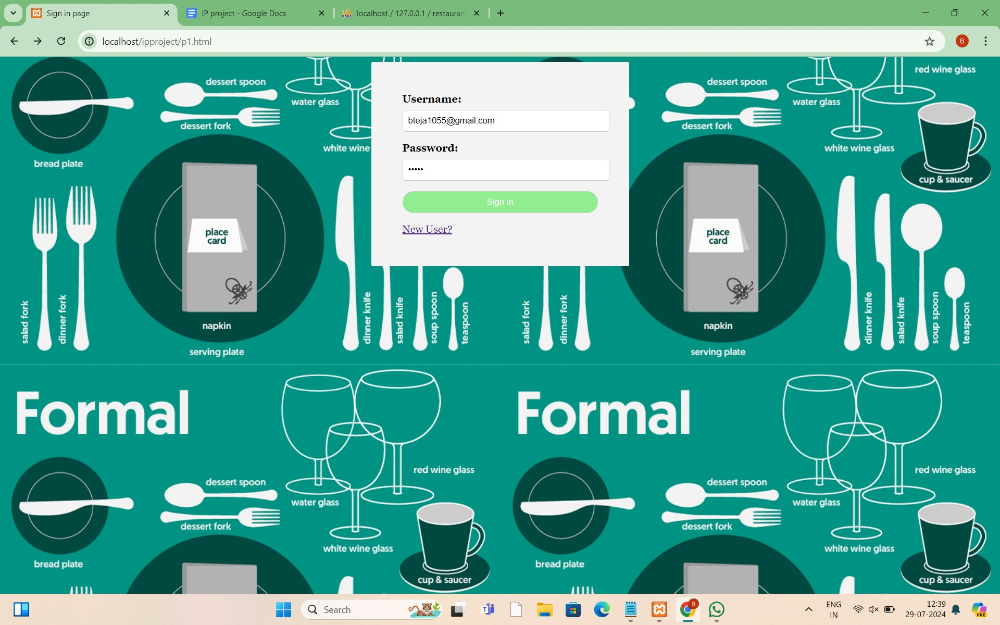 Sign in page
IP project - Google Docs
localhost / 127.0.0.1 / restauran
localhost/ipproject/p1.html
B
dessert spoon
water glass
dessert fork
white wine
bread plate
place
card
napkin
serving plate
salad fork
dinner fork
dinner knife
salad knife
soup spoon
teaspoon
Username:
bteja1055@gmail.com
Password:
•••••
Sign in
New User?
red wine glass
dessert spoon
water glass
dessert fork
white wine glass
cup & saucer
place
card
napkin
serving plate
salad fork
dinner fork
dinner knife
salad knife
soup spoon
teaspoon
Formal
red wine glass
dessert spoon
water glass
dessert fork
white wine glass
bread plate
cup & saucer
Formal
red wine glass
dessert spoon
water glass
dessert fork
white wine glass
bread plate
cup & saucer
PMA
Search
B
ENG
IN
12:39
29-07-2024
PRE